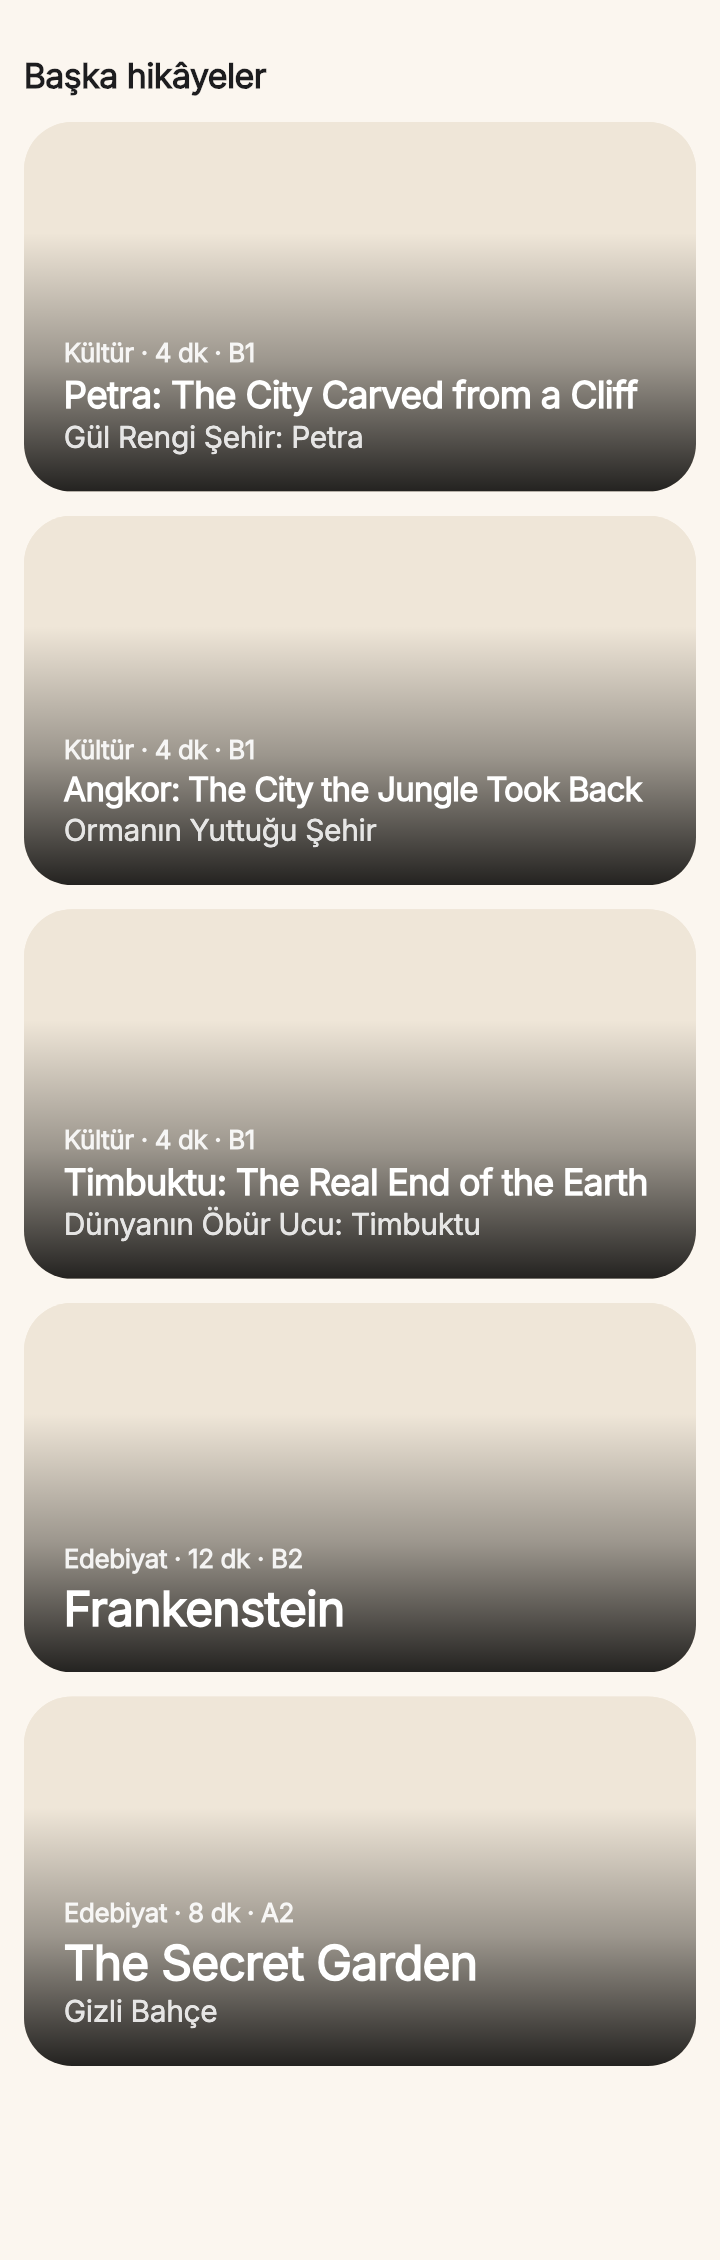 Başka hikâyeler
Kültür · 4 dk · B1
Petra: The City Carved from a Cliff
Gül Rengi Şehir: Petra
Kültür · 4 dk · B1
Angkor: The City the Jungle Took Back
Ormanın Yuttuğu Şehir
Kültür · 4 dk · B1
Timbuktu: The Real End of the Earth
Dünyanın Öbür Ucu: Timbuktu
Edebiyat · 12 dk · B2
Frankenstein
Edebiyat · 8 dk · A2
The Secret Garden
Gizli Bahçe